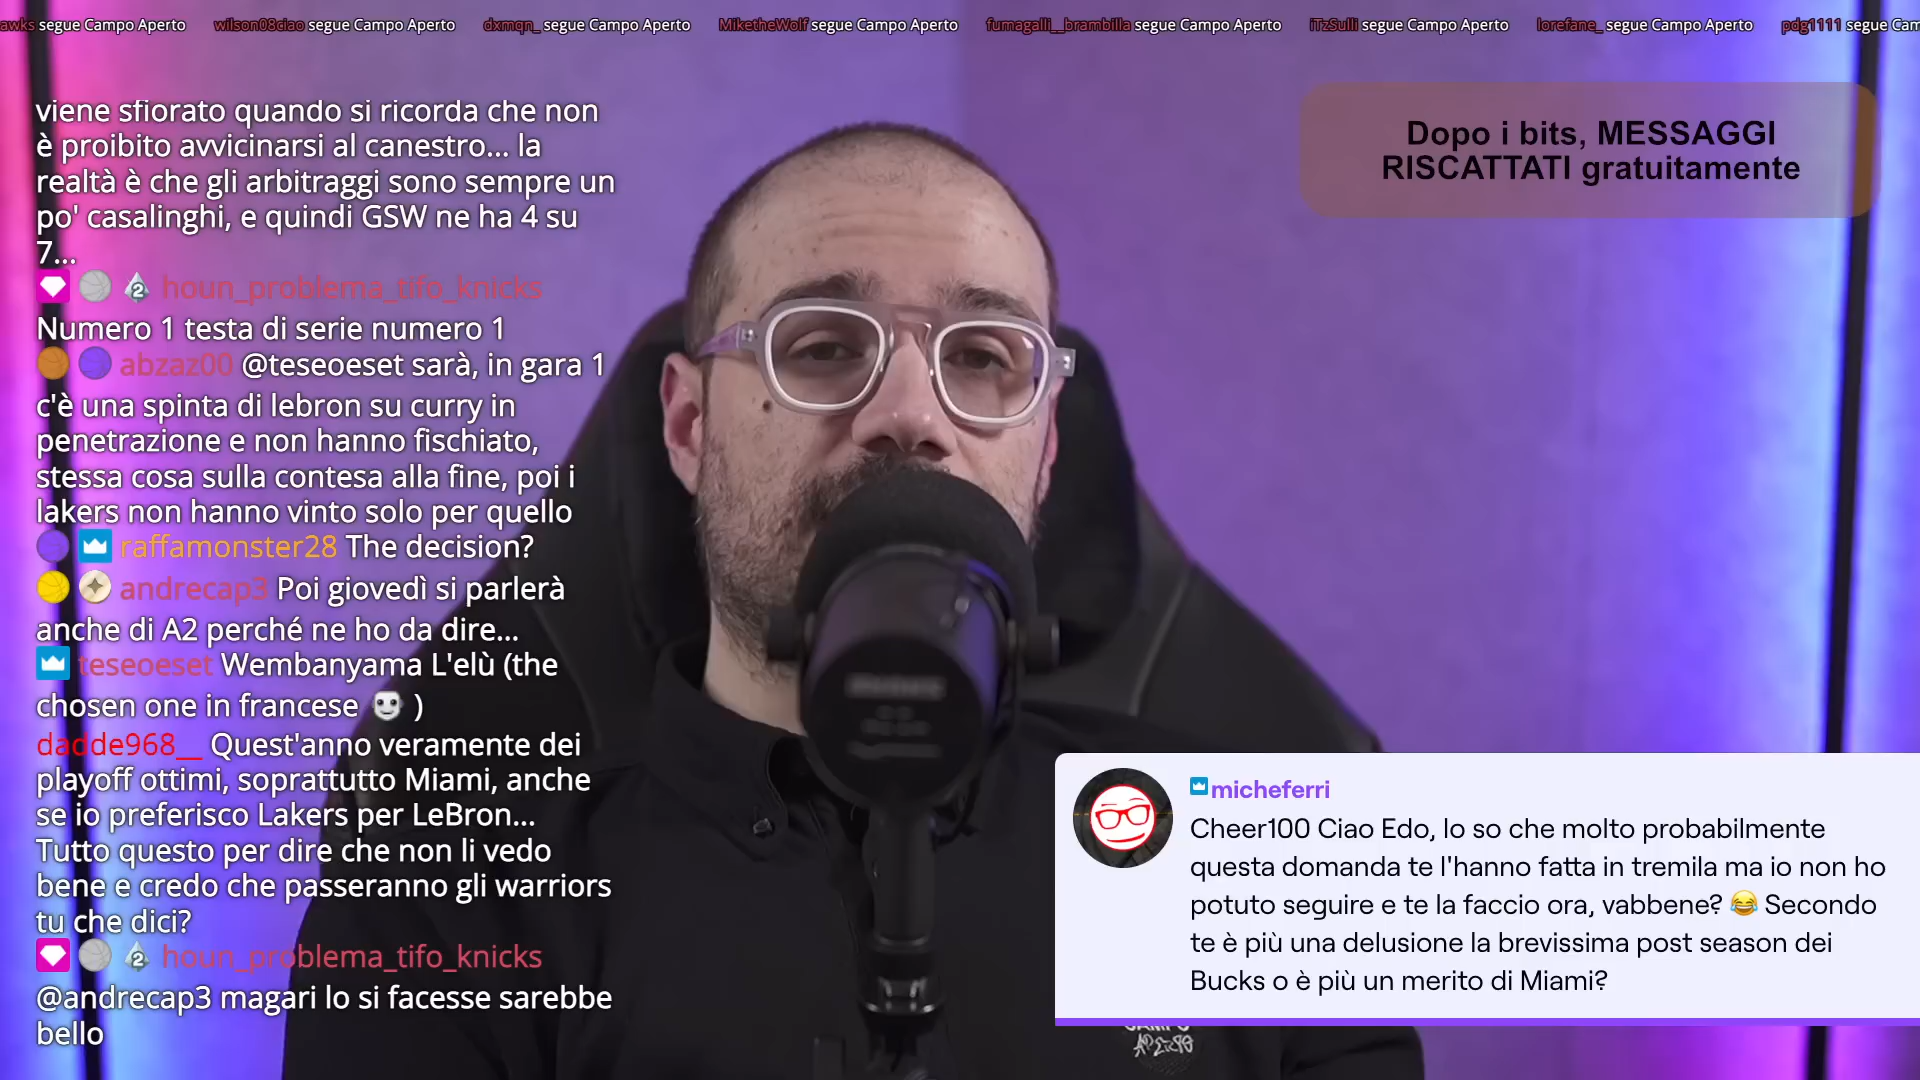 awks segue Campo Aperto wilson08ciao segue Campo Aperto dxmqn_ segue Campo Aperto MiketheWolf segue Campo Aperto fumagalli__brambilla segue Campo Aperto iTzSulli segue Campo Aperto lorefane_ segue Campo Aperto pdg1111 segue Cam
viene sfiorato quando si ricorda che non
è proibito avvicinarsi al canestro... la
realtà è che gli arbitraggi sono sempre un
po' casalinghi, e quindi GSW ne ha 4 su
7...
2 houn_problema_tifo_knicks
Numero 1 testa di serie numero 1
abzaz00 @teseoeset sarà, in gara 1
c'è una spinta di lebron su curry in
penetrazione e non hanno fischiato,
stessa cosa sulla contesa alla fine, poi i
lakers non hanno vinto solo per quello
raffamonster28 The decision?
andrecap3 Poi giovedì si parlerà
anche di A2 perché ne ho da dire...
teseoeset Wembanyama L'elù (the
chosen one in francese )
dadde968__ Quest'anno veramente dei
playoff ottimi, soprattutto Miami, anche
se io preferisco Lakers per LeBron...
Tutto questo per dire che non li vedo
bene e credo che passeranno gli warriors
tu che dici?
2 houn_problema_tifo_knicks
@andrecap3 magari lo si facesse sarebbe
bello
Dopo i bits, MESSAGGI
RISCATTATI gratuitamente
micheferri
Cheer100 Ciao Edo, lo so che molto probabilmente
questa domanda te l'hanno fatta in tremila ma io non ho
potuto seguire e te la faccio ora, vabbene? 😂 Secondo
te è più una delusione la brevissima post season dei
Bucks o è più un merito di Miami?